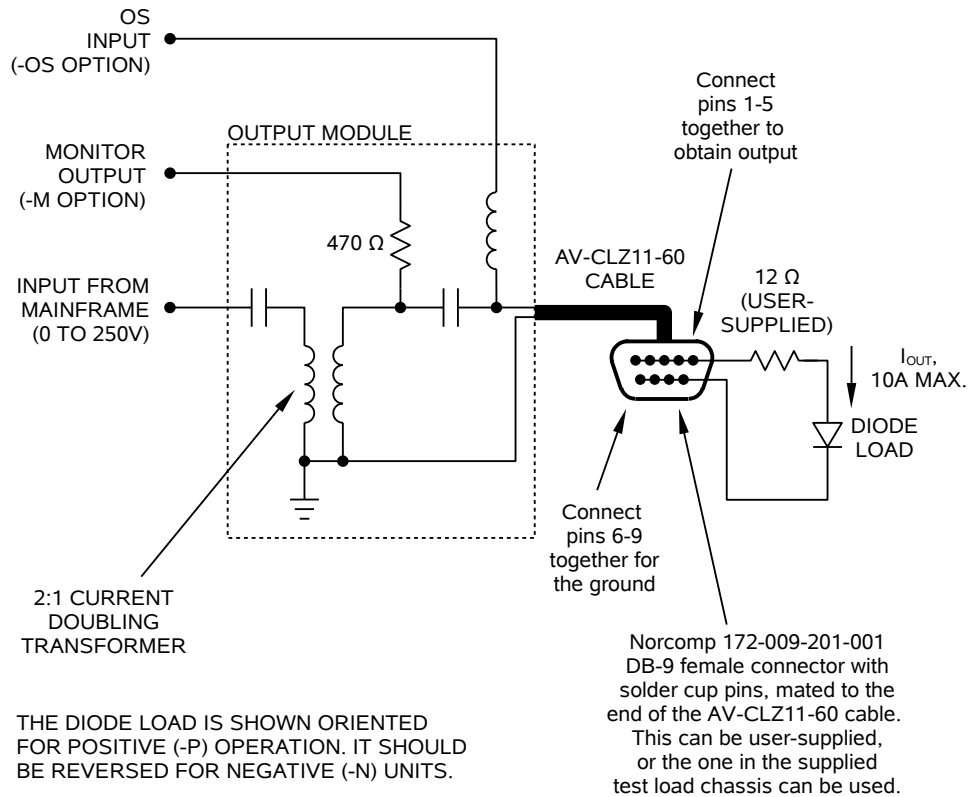 OS
INPUT
(-OS OPTION)
Connect
pins 1-5
together to
obtain output
OUTPUT MODULE
MONITOR
OUTPUT
(-M OPTION)
470 Ω
AV-CLZ11-60
CABLE
12 Ω
(USER-
SUPPLIED)
INPUT FROM
MAINFRAME
(0 TO 250V)
IOUT,
10A MAX.
DIODE
LOAD
Connect
pins 6-9
together for
the ground
2:1 CURRENT
DOUBLING
TRANSFORMER
Norcomp 172-009-201-001
DB-9 female connector with
solder cup pins, mated to the
end of the AV-CLZ11-60 cable.
This can be user-supplied,
or the one in the supplied
test load chassis can be used.
THE DIODE LOAD IS SHOWN ORIENTED
FOR POSITIVE (-P) OPERATION. IT SHOULD
BE REVERSED FOR NEGATIVE (-N) UNITS.